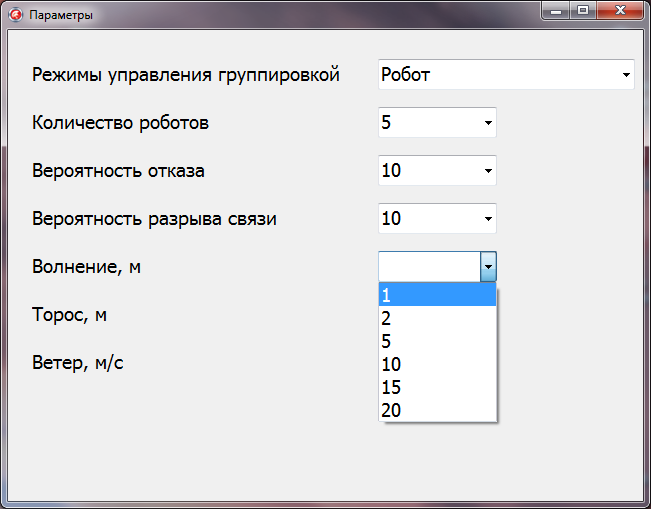 Параметры
Режимы управления группировкой Робот
Количество роботов 5
Вероятность отказа 10
Вероятность разрыва связи 10
Волнение, м
1
2
Торос, м
5
10
Ветер, м/с
15
20